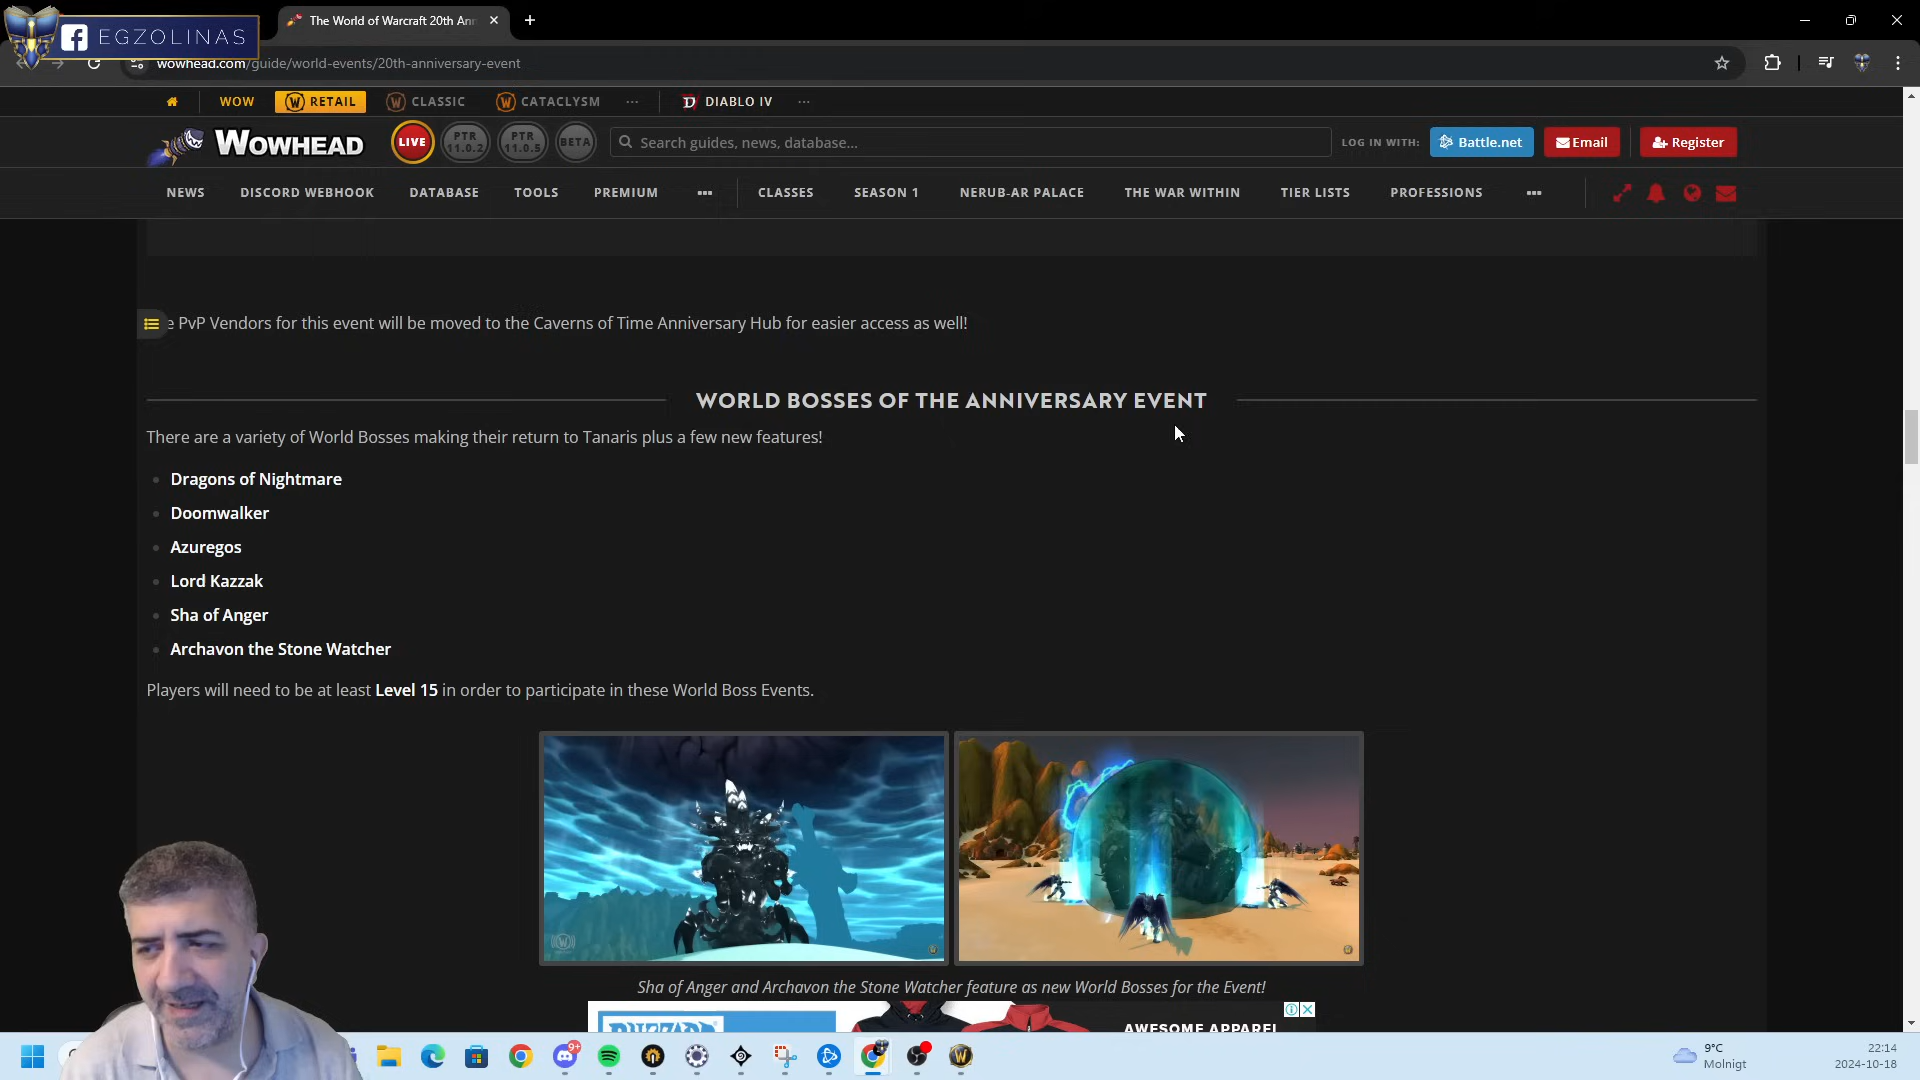 EGZOLINAS
The World of Warcraft 20th Ann
wowhead.com/guide/world-events/20th-anniversary-event
WOW
RETAIL
CLASSIC
CATACLYSM
DIABLO IV
WOWHEAD
LIVE
PTR 11.0.2
PTR 11.0.5
BETA
Search guides, news, database...
LOG IN WITH:
Battle.net
Email
Register
NEWS
DISCORD WEBHOOK
DATABASE
TOOLS
PREMIUM
CLASSES
SEASON 1
NERUB-AR PALACE
THE WAR WITHIN
TIER LISTS
PROFESSIONS
e PvP Vendors for this event will be moved to the Caverns of Time Anniversary Hub for easier access as well!
WORLD BOSSES OF THE ANNIVERSARY EVENT
There are a variety of World Bosses making their return to Tanaris plus a few new features!
Dragons of Nightmare
Doomwalker
Azuregos
Lord Kazzak
Sha of Anger
Archavon the Stone Watcher
Players will need to be at least Level 15 in order to participate in these World Boss Events.
Sha of Anger and Archavon the Stone Watcher feature as new World Bosses for the Event!
BLIZZARD
AWESOME APPAREL
9+
9°C
Molnigt
22:14
2024-10-18